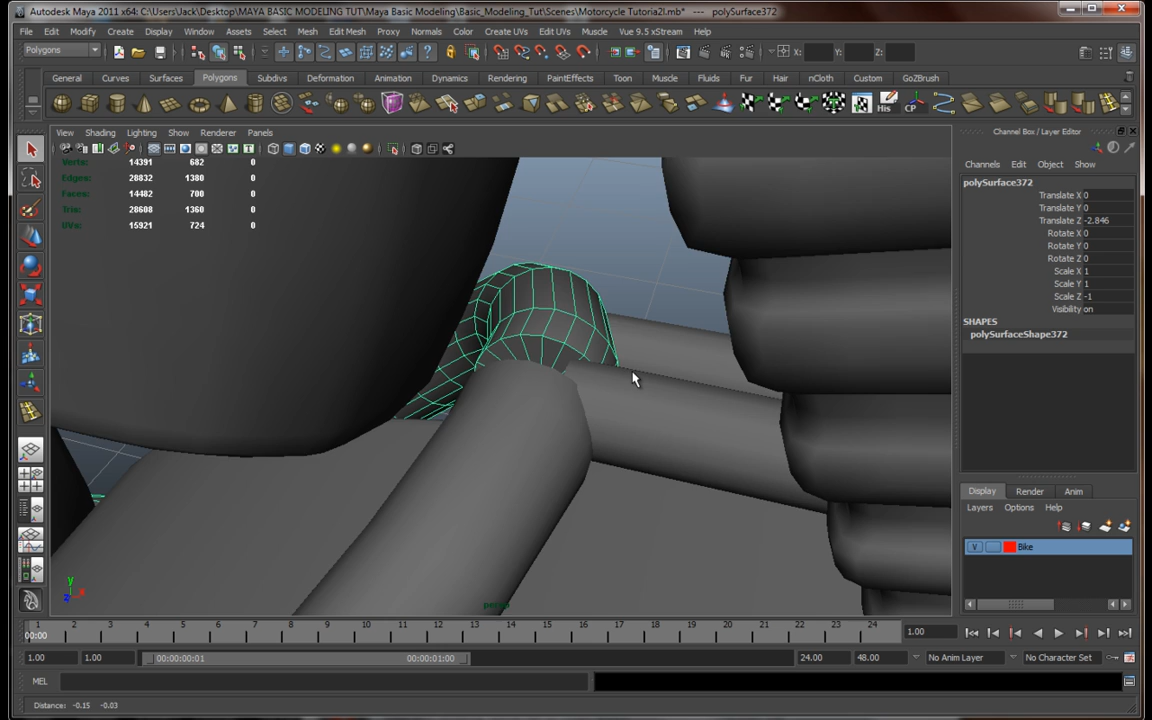 Autodesk Maya 2011 x64: C:\Users\Jack\Desktop\MAYA BASIC MODELING TUT\Maya Basic Modeling\Basic_Modeling_Tut\Scenes\Motorcycle Tutorial2l.mb* --- polySurface372
File Edit Modify Create Display Window Assets Select Mesh Edit Mesh Proxy Normals Color Create UVs Edit UVs Muscle Vue 9.5 xStream Help
Polygons X: Y: Z:
General Curves Surfaces Polygons Subdivs Deformation Animation Dynamics Rendering PaintEffects Toon Muscle Fluids Fur Hair nCloth Custom GoZBrush
His CP
View Shading Lighting Show Renderer Panels
Channel Box / Layer Editor
Channels Edit Object Show
Verts: 14391 682 0
Edges: 28832 1380 0
Faces: 14482 700 0
Tris: 28608 1360 0
UVs: 15921 724 0
polySurface372
Translate X 0
Translate Y 0
Translate Z -2.846
Rotate X 0
Rotate Y 0
Rotate Z 0
Scale X 1
Scale Y 1
Scale Z -1
Visibility on
SHAPES
polySurfaceShape372
Display Render Anim
Layers Options Help
V Bike
y
z x
persp
1 2 3 4 5 6 7 8 9 10 11 12 13 14 15 16 17 18 19 20 21 22 23 24
00:00 1.00
1.00 1.00 00:00:00:01 00:00:01:00 24.00 48.00 No Anim Layer No Character Set
MEL
Distance: -0.15 -0.03